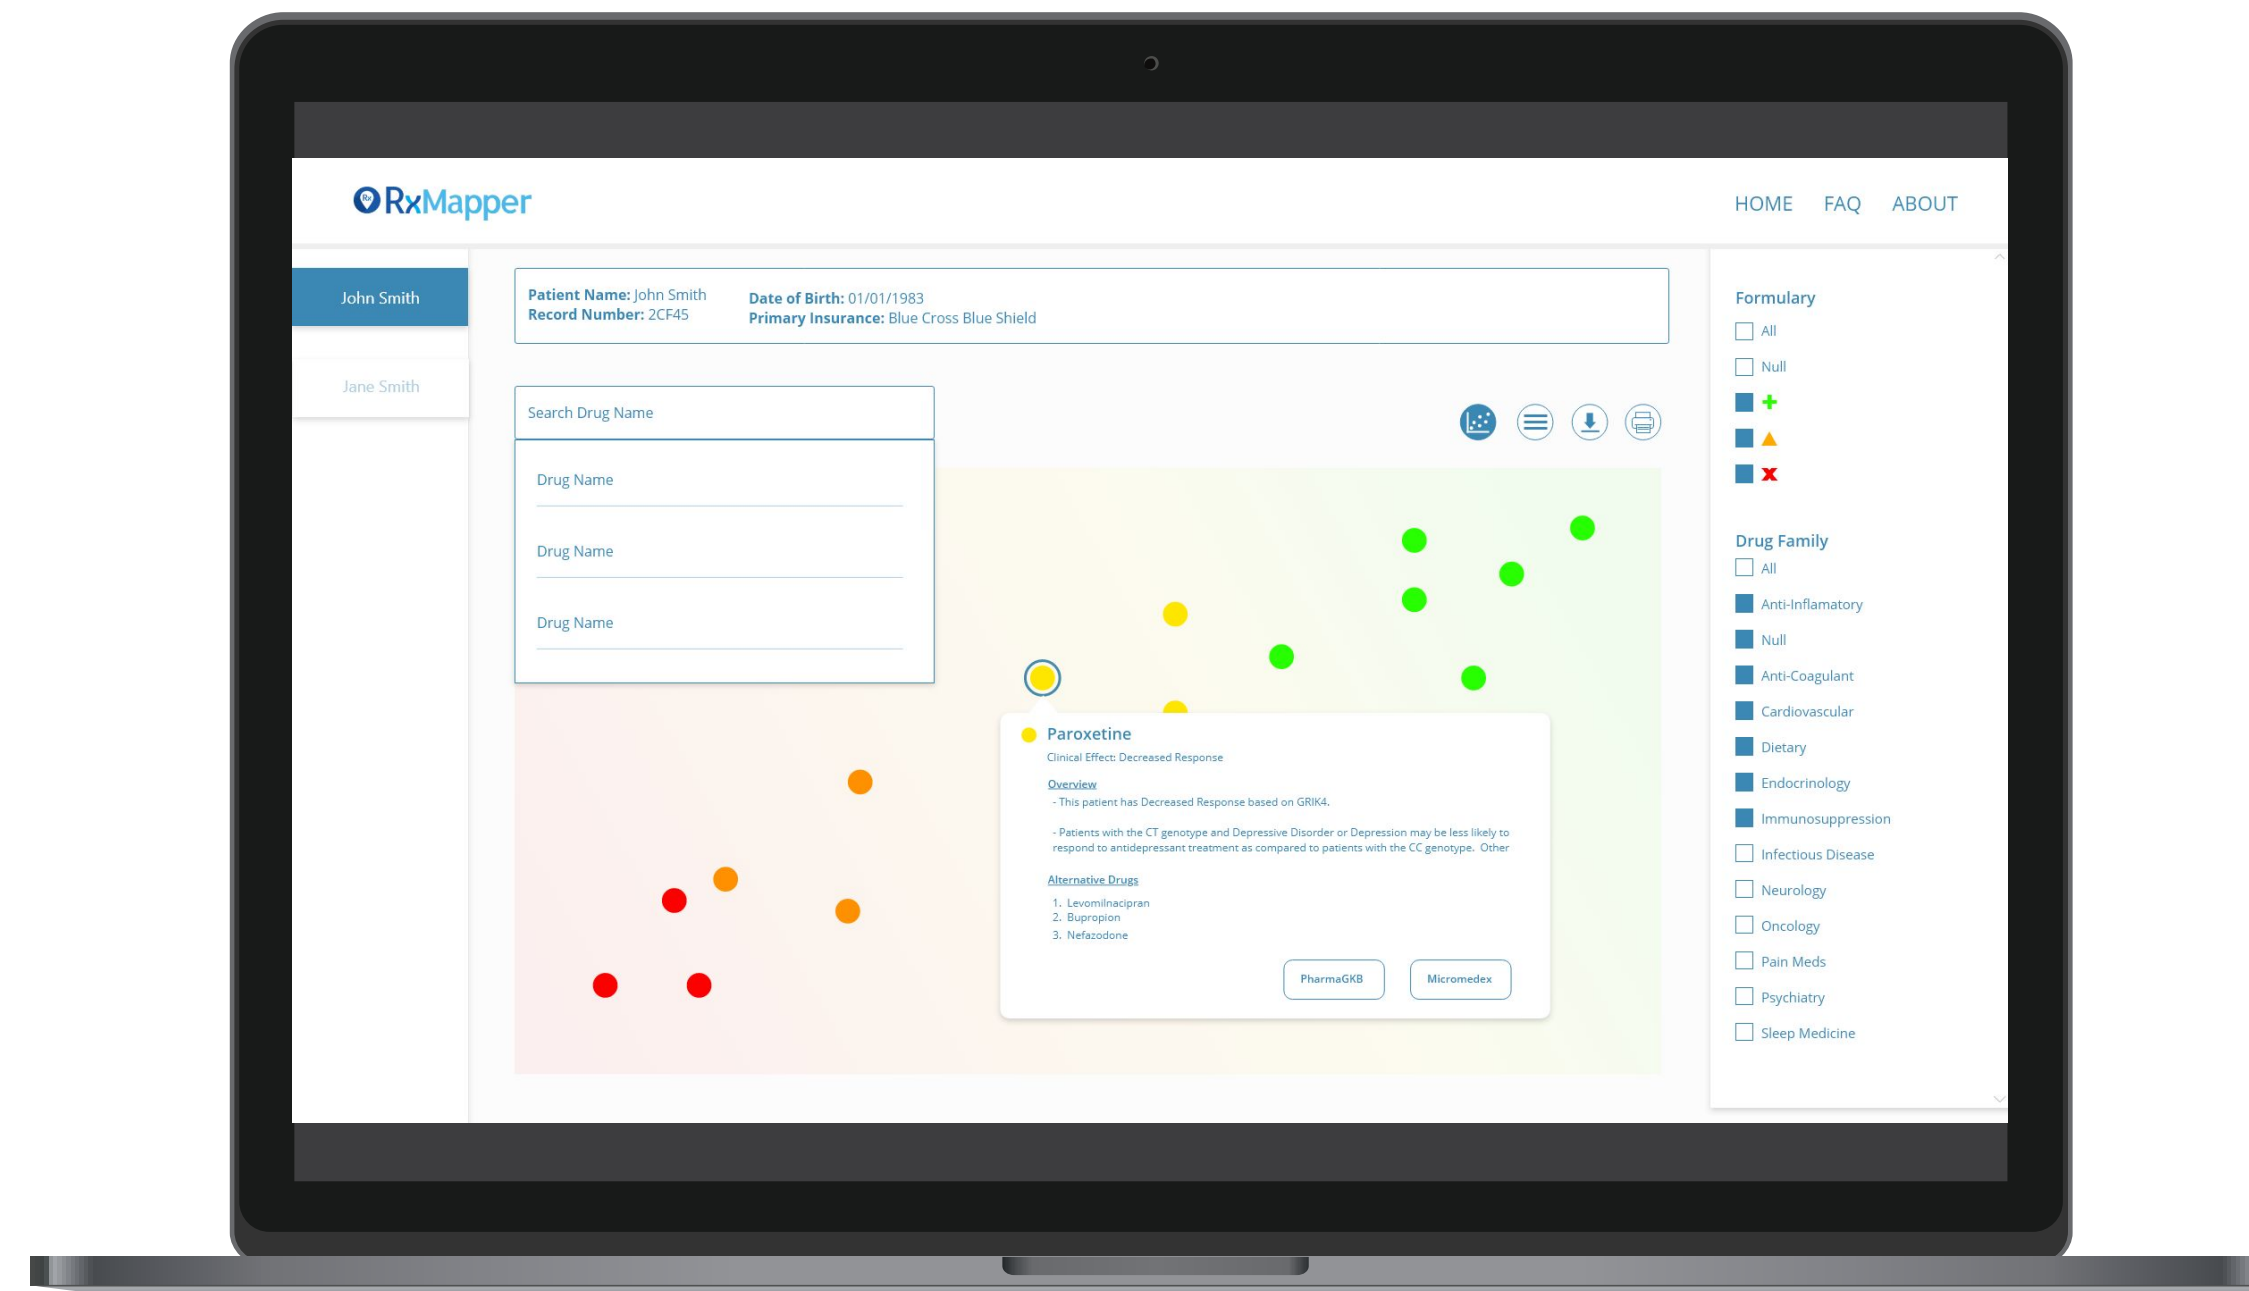 Rx RxMapper
HOME FAQ ABOUT
John Smith
Jane Smith
Patient Name: John Smith
Record Number: 2CF45
Date of Birth: 01/01/1983
Primary Insurance: Blue Cross Blue Shield
Search Drug Name
Drug Name
Drug Name
Drug Name
Paroxetine
Clinical Effect: Decreased Response
Overview
- This patient has Decreased Response based on GRIK4.
- Patients with the CT genotype and Depressive Disorder or Depression may be less likely to
respond to antidepressant treatment as compared to patients with the CC genotype. Other
Alternative Drugs
1. Levomilnacipran
2. Bupropion
3. Nefazodone
PharmaGKB
Micromedex
Formulary
All
Null
Drug Family
All
Anti-Inflamatory
Null
Anti-Coagulant
Cardiovascular
Dietary
Endocrinology
Immunosuppression
Infectious Disease
Neurology
Oncology
Pain Meds
Psychiatry
Sleep Medicine